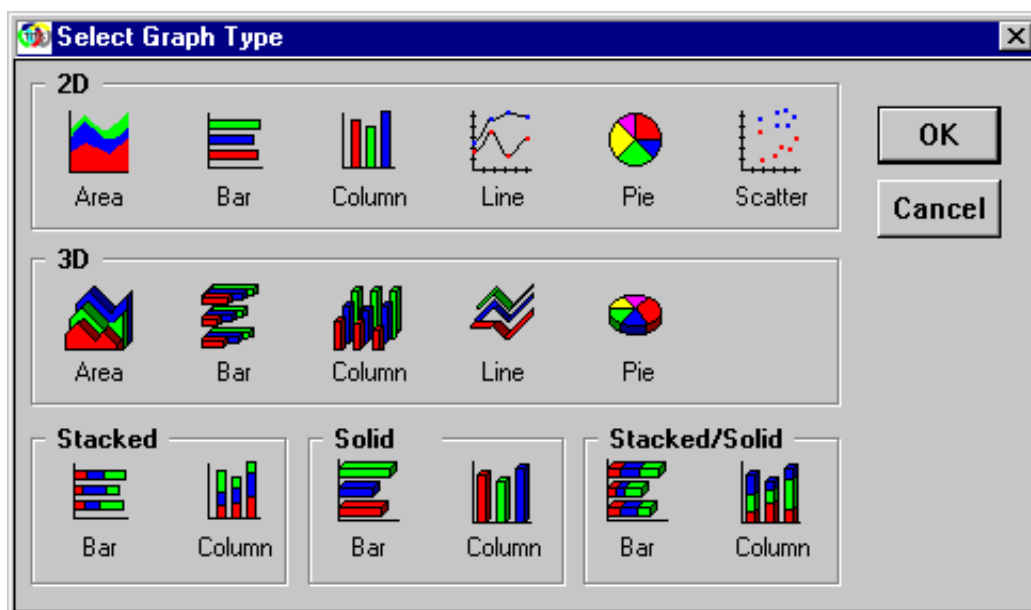 Select Graph Type
2D
Area Bar Column Line Pie Scatter
OK
Cancel
3D
Area Bar Column Line Pie
Stacked Solid Stacked/Solid
Bar Column Bar Column Bar Column